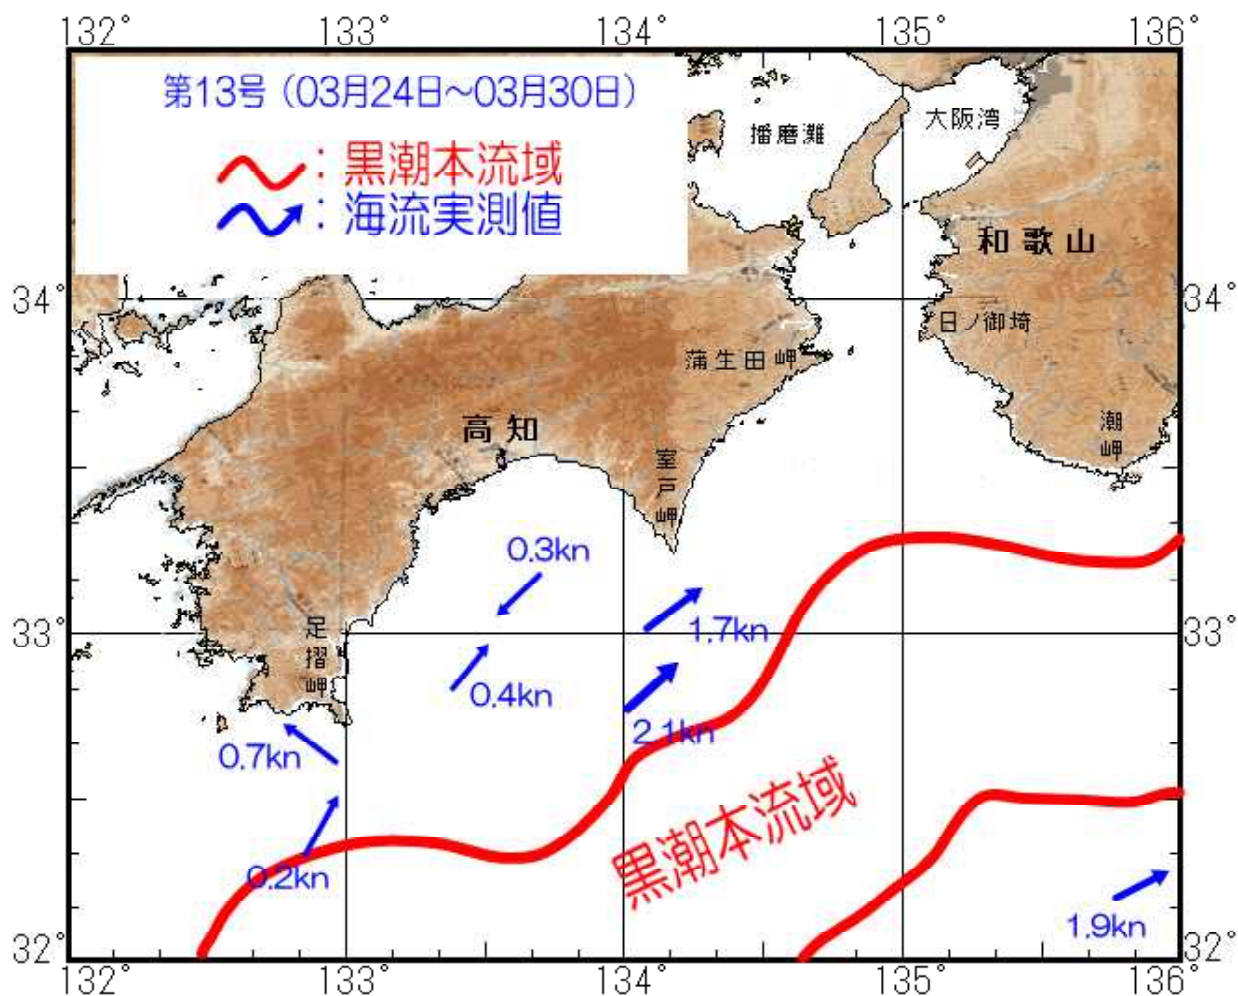 132° 133° 134° 135° 136°
第13号（03月24日～03月30日）
：黒潮本流域
：海流実測値
播磨灘
大阪湾
和歌山
34° 34°
日ノ御埼
蒲生田岬
高知
潮岬
室戸岬
0.3kn
1.7kn
33° 33°
足摺岬
0.4kn
2.1kn
0.7kn
黒潮本流域
0.2kn
1.9kn
32° 32°
132° 133° 134° 135° 136°